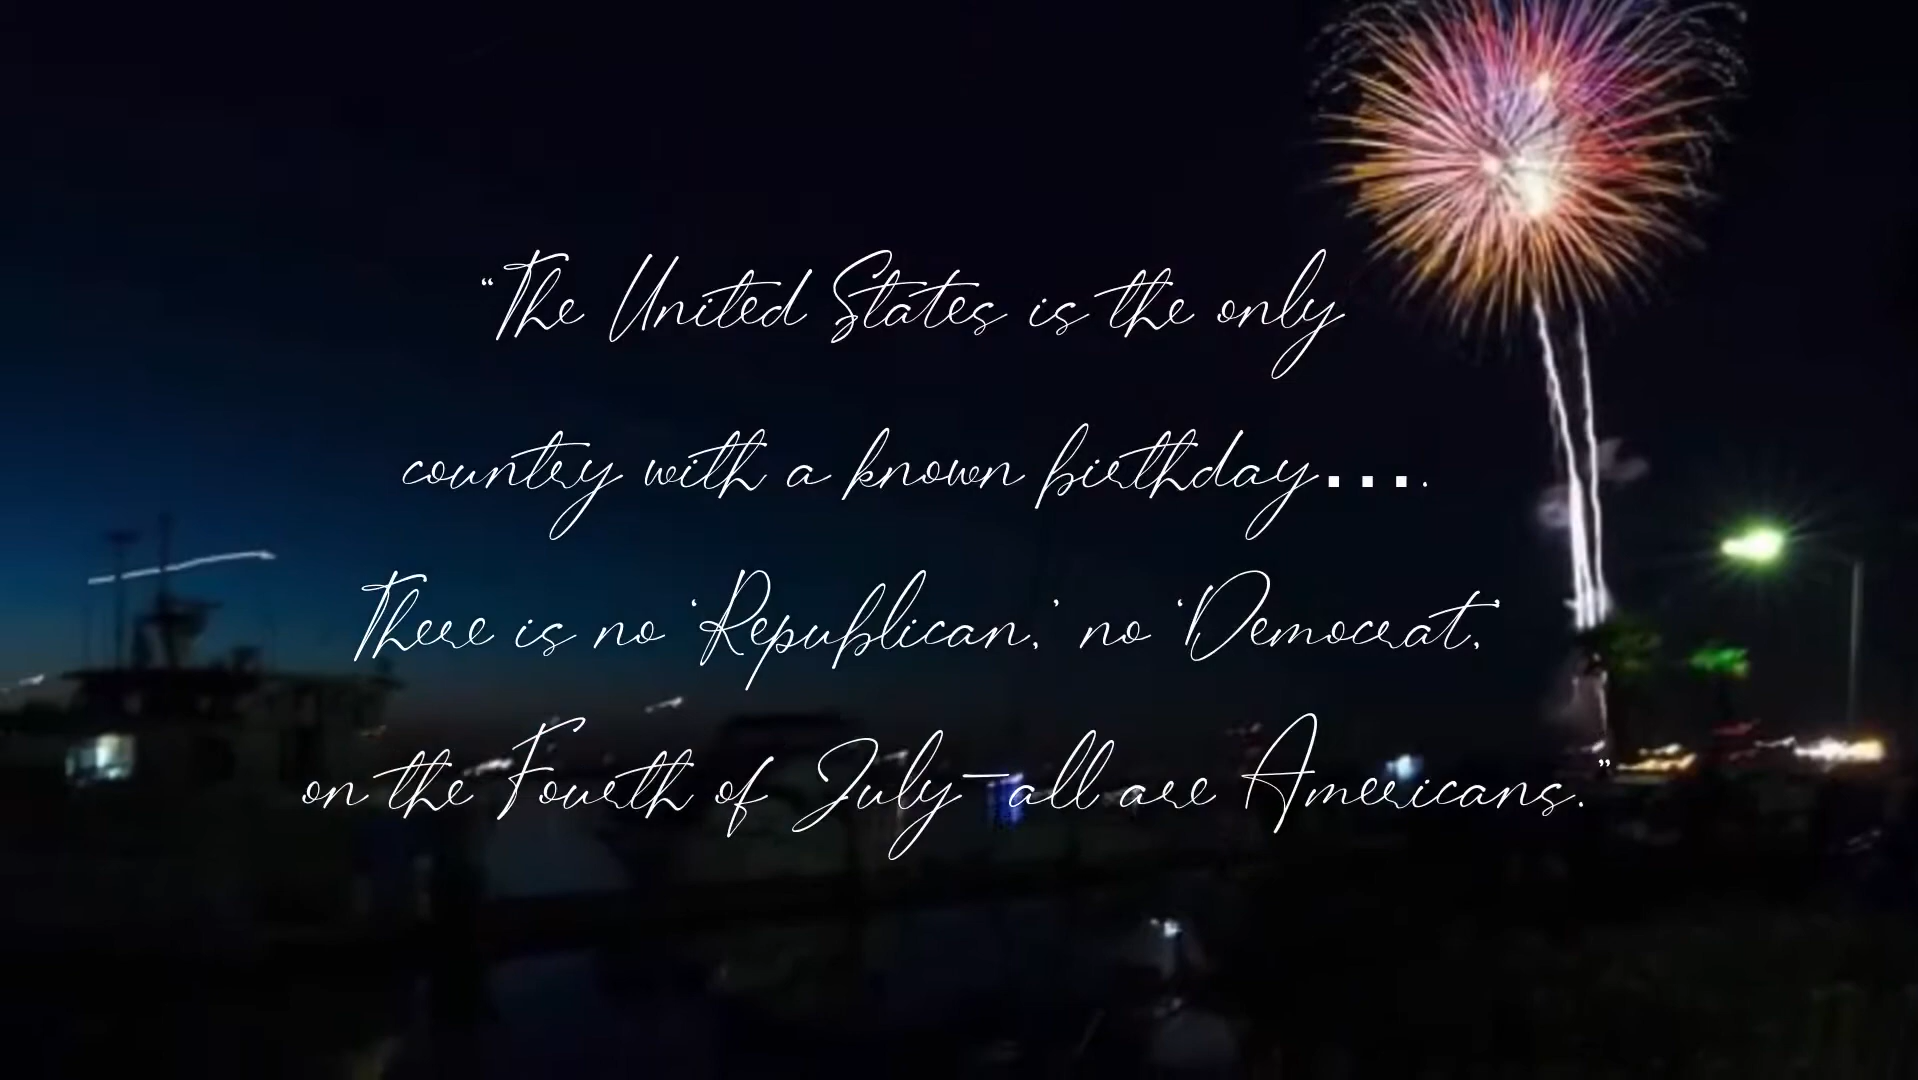 “The United States is the only
country with a known birthday….
There is no ‘Republican,’ no ‘Democrat,’
on the Fourth of July—all are Americans.”